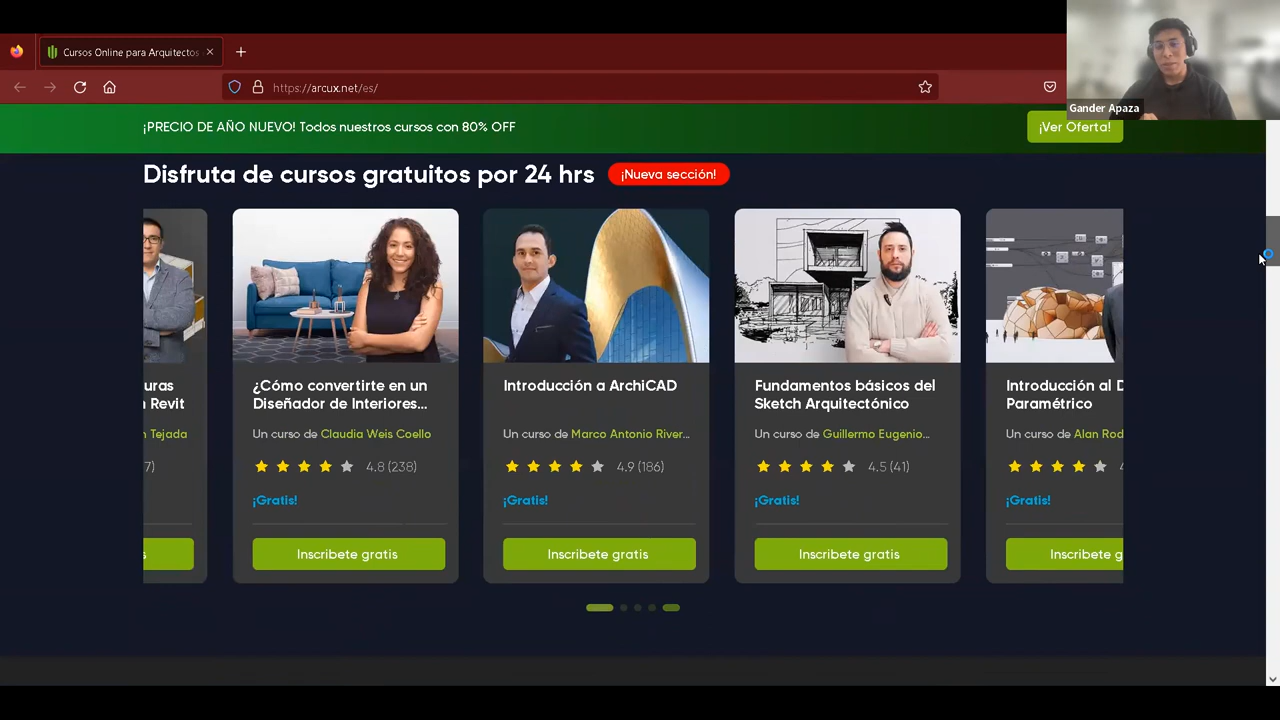 Cursos Online para Arquitectos
https://arcux.net/es/
Gander Apaza
¡PRECIO DE AÑO NUEVO! Todos nuestros cursos con 80% OFF
¡Ver Oferta!
Disfruta de cursos gratuitos por 24 hrs
¡Nueva sección!
uras
Revit
Tejada
7)
s
¿Cómo convertirte en un
Diseñador de Interiores...
Un curso de Claudia Weis Coello
4.8 (238)
¡Gratis!
Inscribete gratis
Introducción a ArchiCAD
Un curso de Marco Antonio River...
4.9 (186)
¡Gratis!
Inscribete gratis
Fundamentos básicos del
Sketch Arquitectónico
Un curso de Guillermo Eugenio...
4.5 (41)
¡Gratis!
Inscribete gratis
Introducción al D
Paramétrico
Un curso de Alan Rod
¡Gratis!
Inscribete g